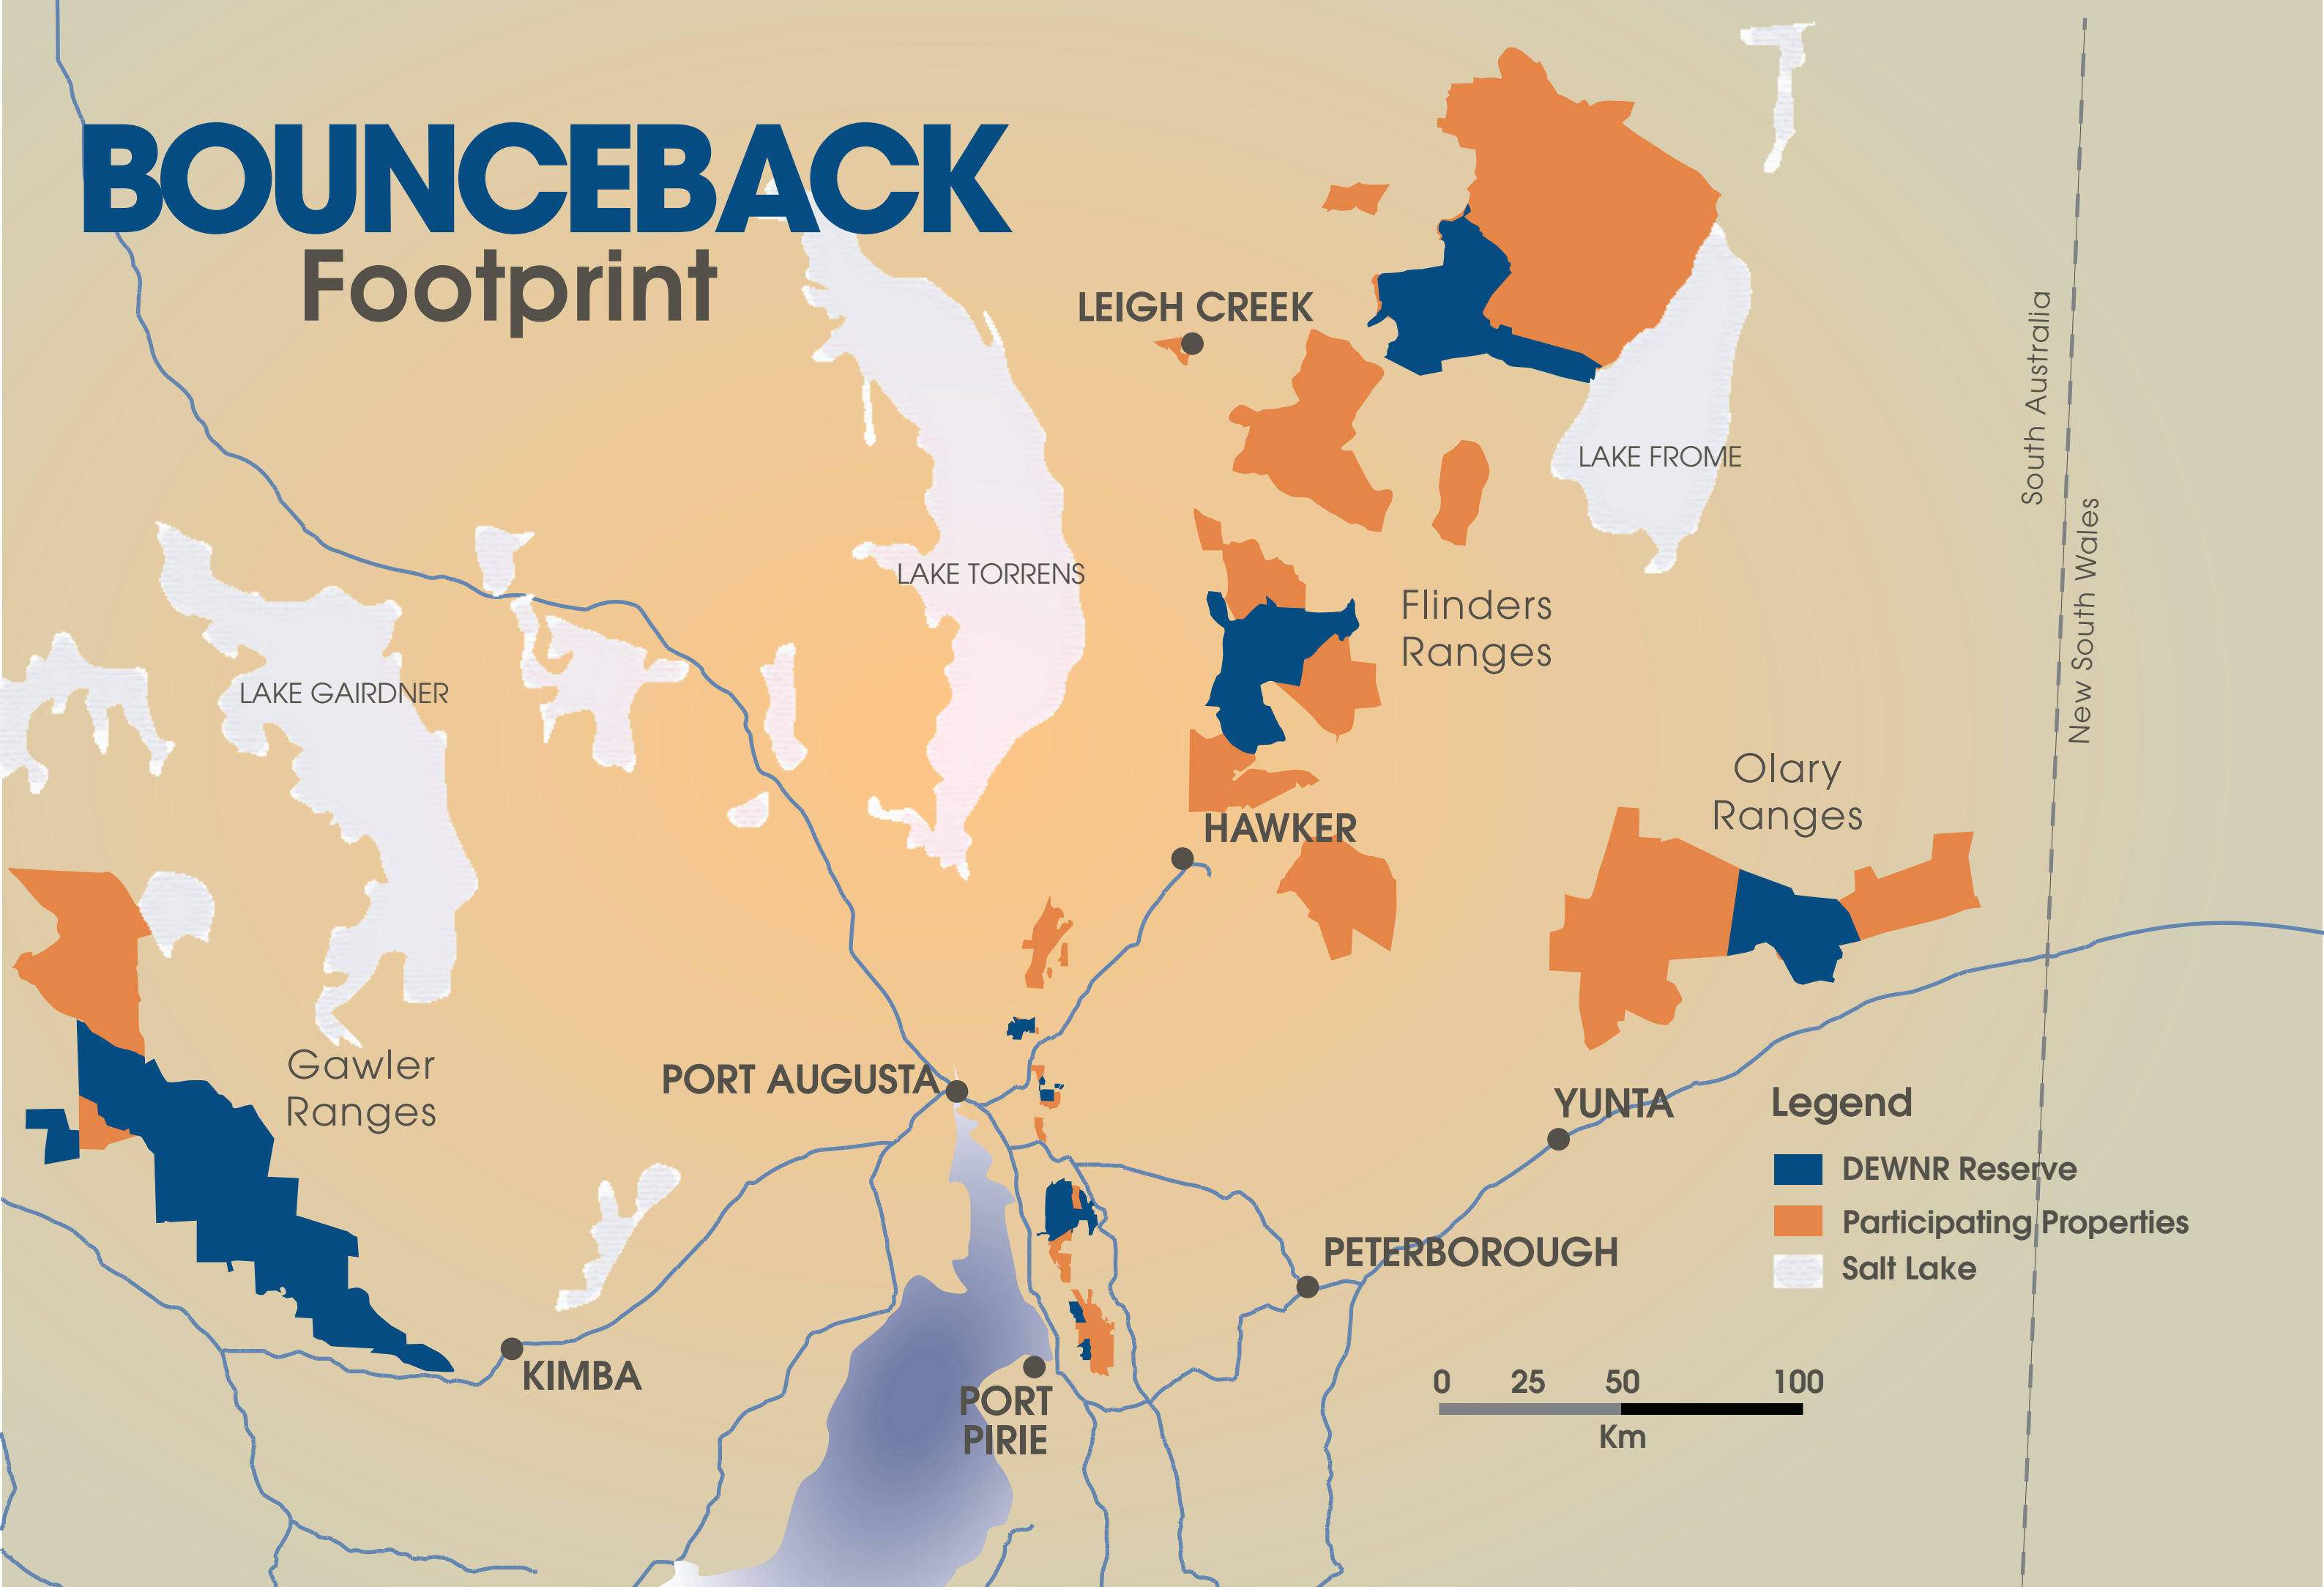 BOUNCEBACK
Footprint
LEIGH CREEK
LAKE FROME
South Australia
New South Wales
LAKE TORRENS
Flinders
Ranges
LAKE GAIRDNER
Olary
Ranges
HAWKER
Gawler
Ranges
PORT AUGUSTA
YUNTA
Legend
DEWNR Reserve
Participating Properties
Salt Lake
PETERBOROUGH
KIMBA
PORT
PIRIE
0 25 50 100
Km